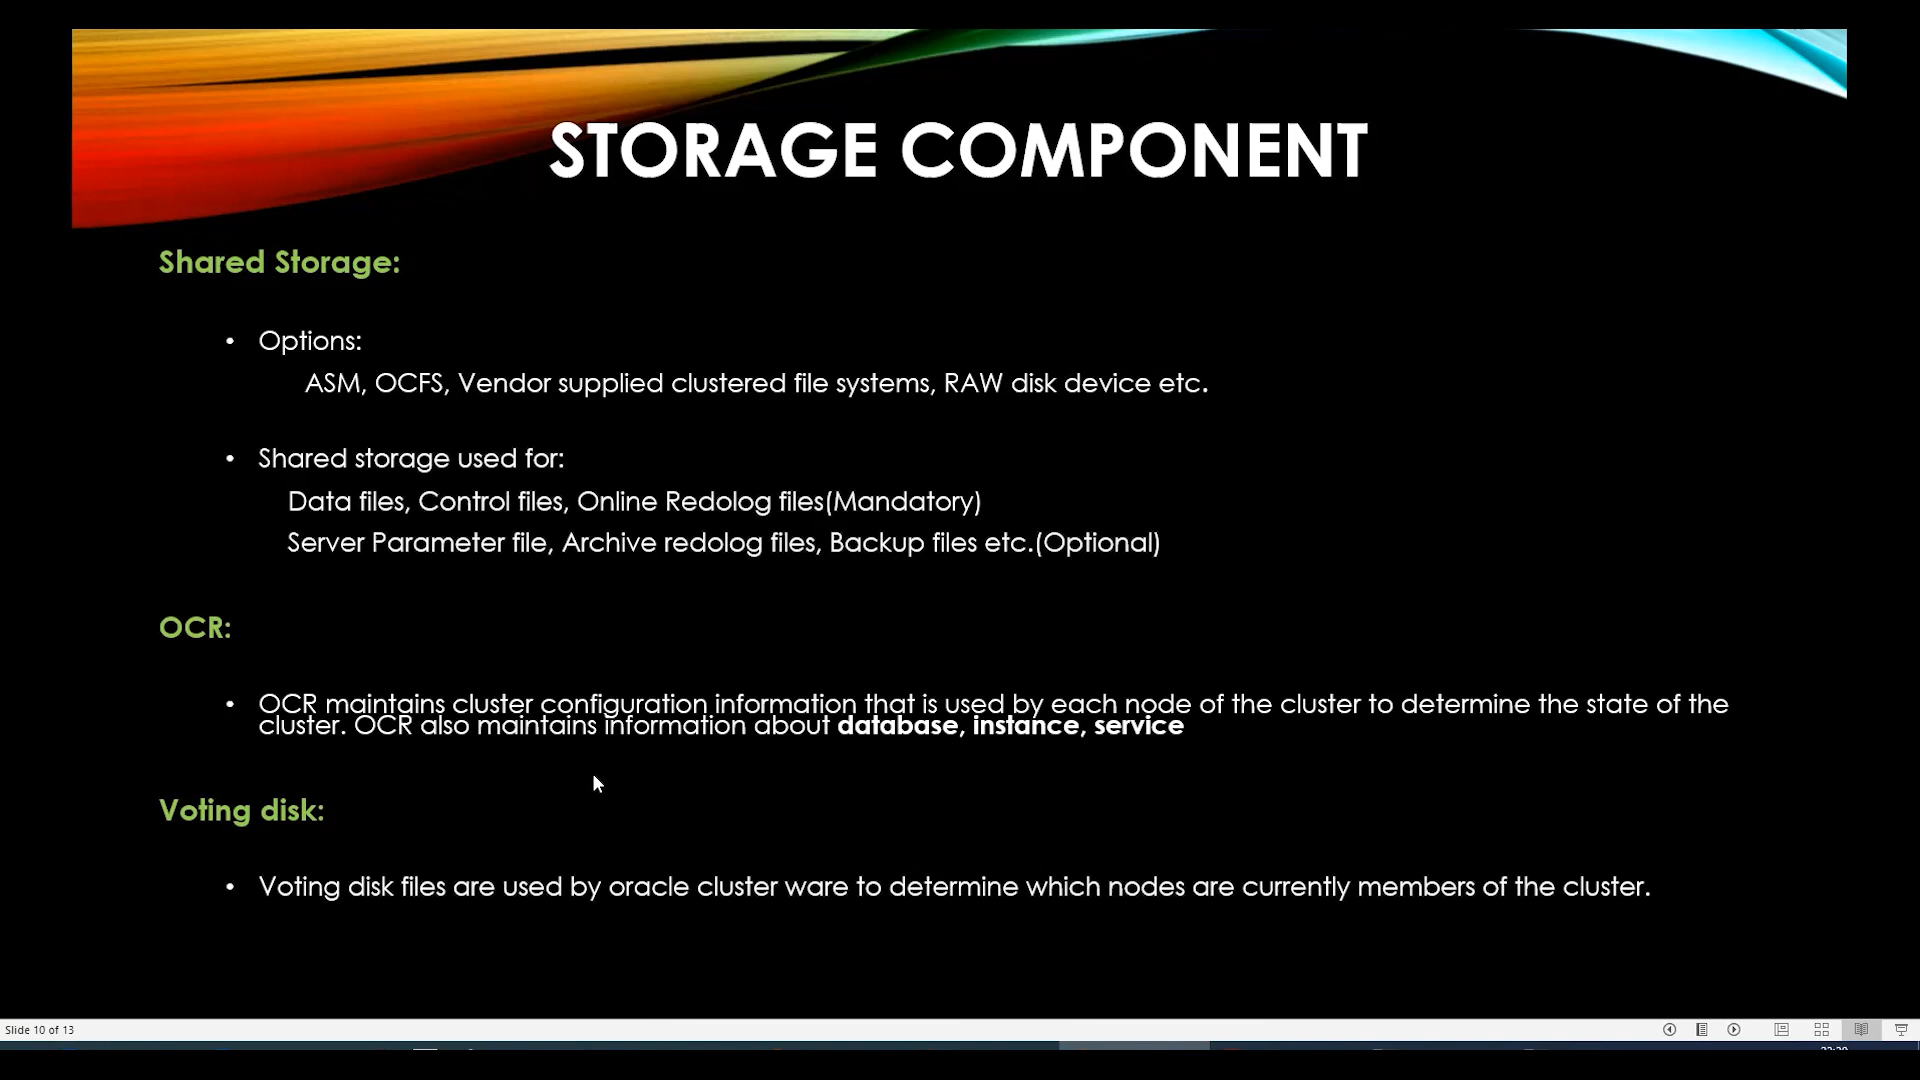 STORAGE COMPONENT
Shared Storage:
• Options:
ASM, OCFS, Vendor supplied clustered file systems, RAW disk device etc.
• Shared storage used for:
Data files, Control files, Online Redolog files(Mandatory)
Server Parameter file, Archive redolog files, Backup files etc.(Optional)
OCR:
• OCR maintains cluster configuration information that is used by each node of the cluster to determine the state of the
cluster. OCR also maintains information about database, instance, service
Voting disk:
• Voting disk files are used by oracle cluster ware to determine which nodes are currently members of the cluster.
Slide 10 of 13